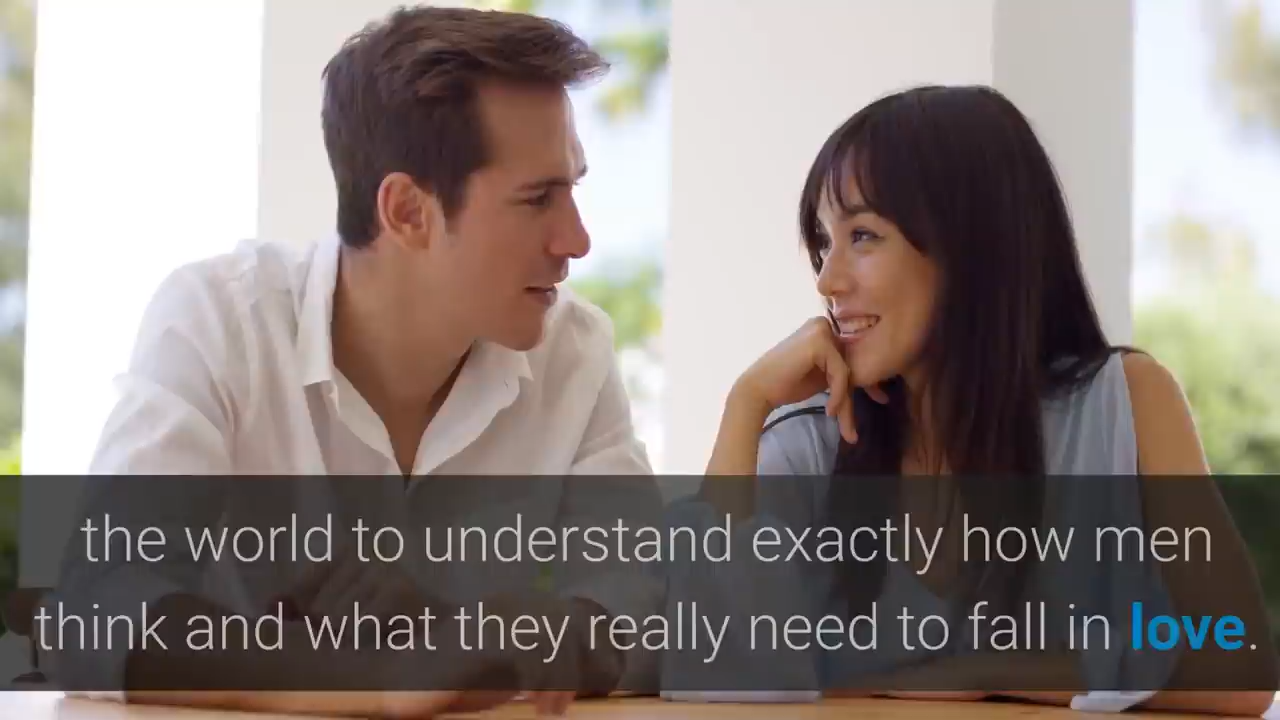 the world to understand exactly how men
think and what they really need to fall in love.